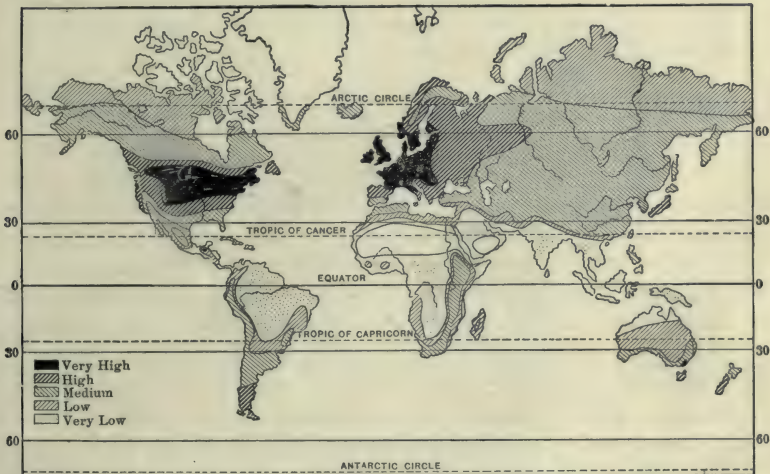 ARCTIC CIRCLE
60
60
30
TROPIC OF CANCER
30
EQUATOR
0
0
TROPIC OF CAPRICORN
30
30
Very High
High
Medium
Low
Very Low
60
60
ANTARCTIC CIRCLE